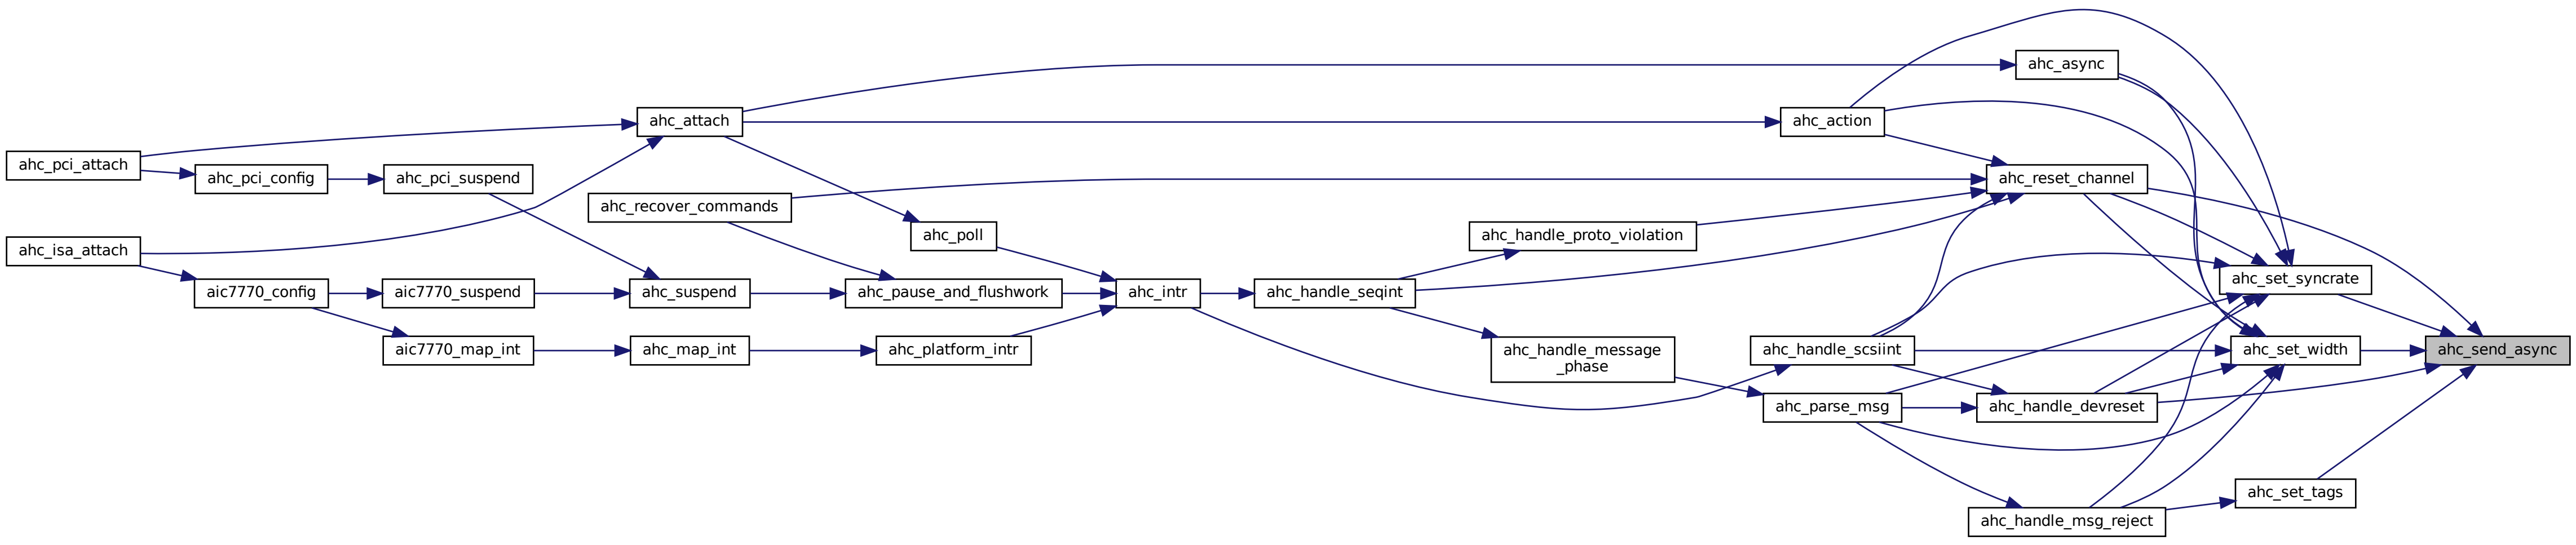 ahc_async
ahc_attach
ahc_action
ahc_pci_attach
ahc_pci_config
ahc_pci_suspend
ahc_reset_channel
ahc_recover_commands
ahc_poll
ahc_handle_proto_violation
ahc_isa_attach
ahc_set_syncrate
aic7770_config
aic7770_suspend
ahc_suspend
ahc_pause_and_flushwork
ahc_intr
ahc_handle_seqint
aic7770_map_int
ahc_map_int
ahc_platform_intr
ahc_handle_message
_phase
ahc_handle_scsiint
ahc_set_width
ahc_send_async
ahc_parse_msg
ahc_handle_devreset
ahc_set_tags
ahc_handle_msg_reject